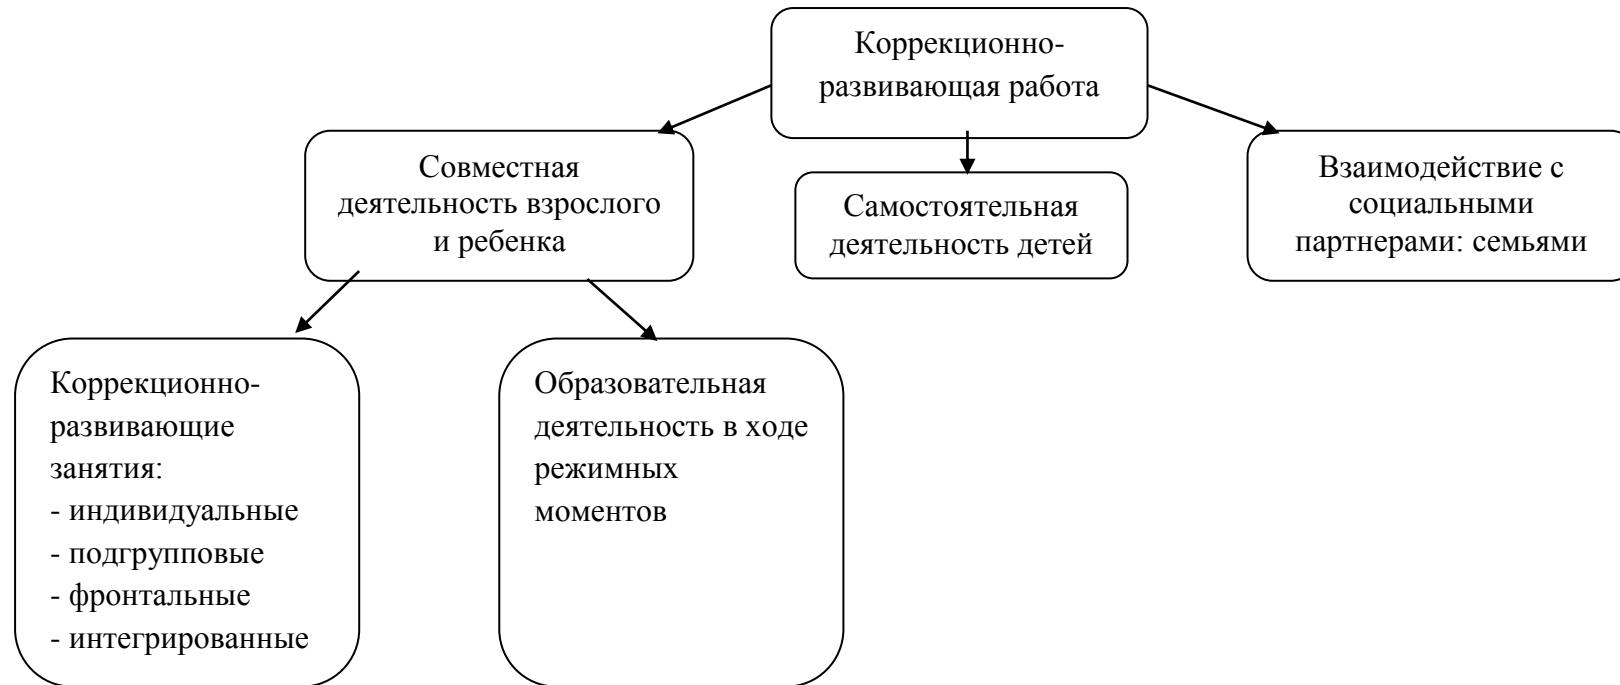 Коррекционно-
развивающая работа
Совместная
деятельность взрослого
и ребенка
Самостоятельная
деятельность детей
Взаимодействие с
социальными
партнерами: семьями
Коррекционно-
развивающие
занятия:
- индивидуальные
- подгрупповые
- фронтальные
- интегрированные
Образовательная
деятельность в ходе
режимных
моментов